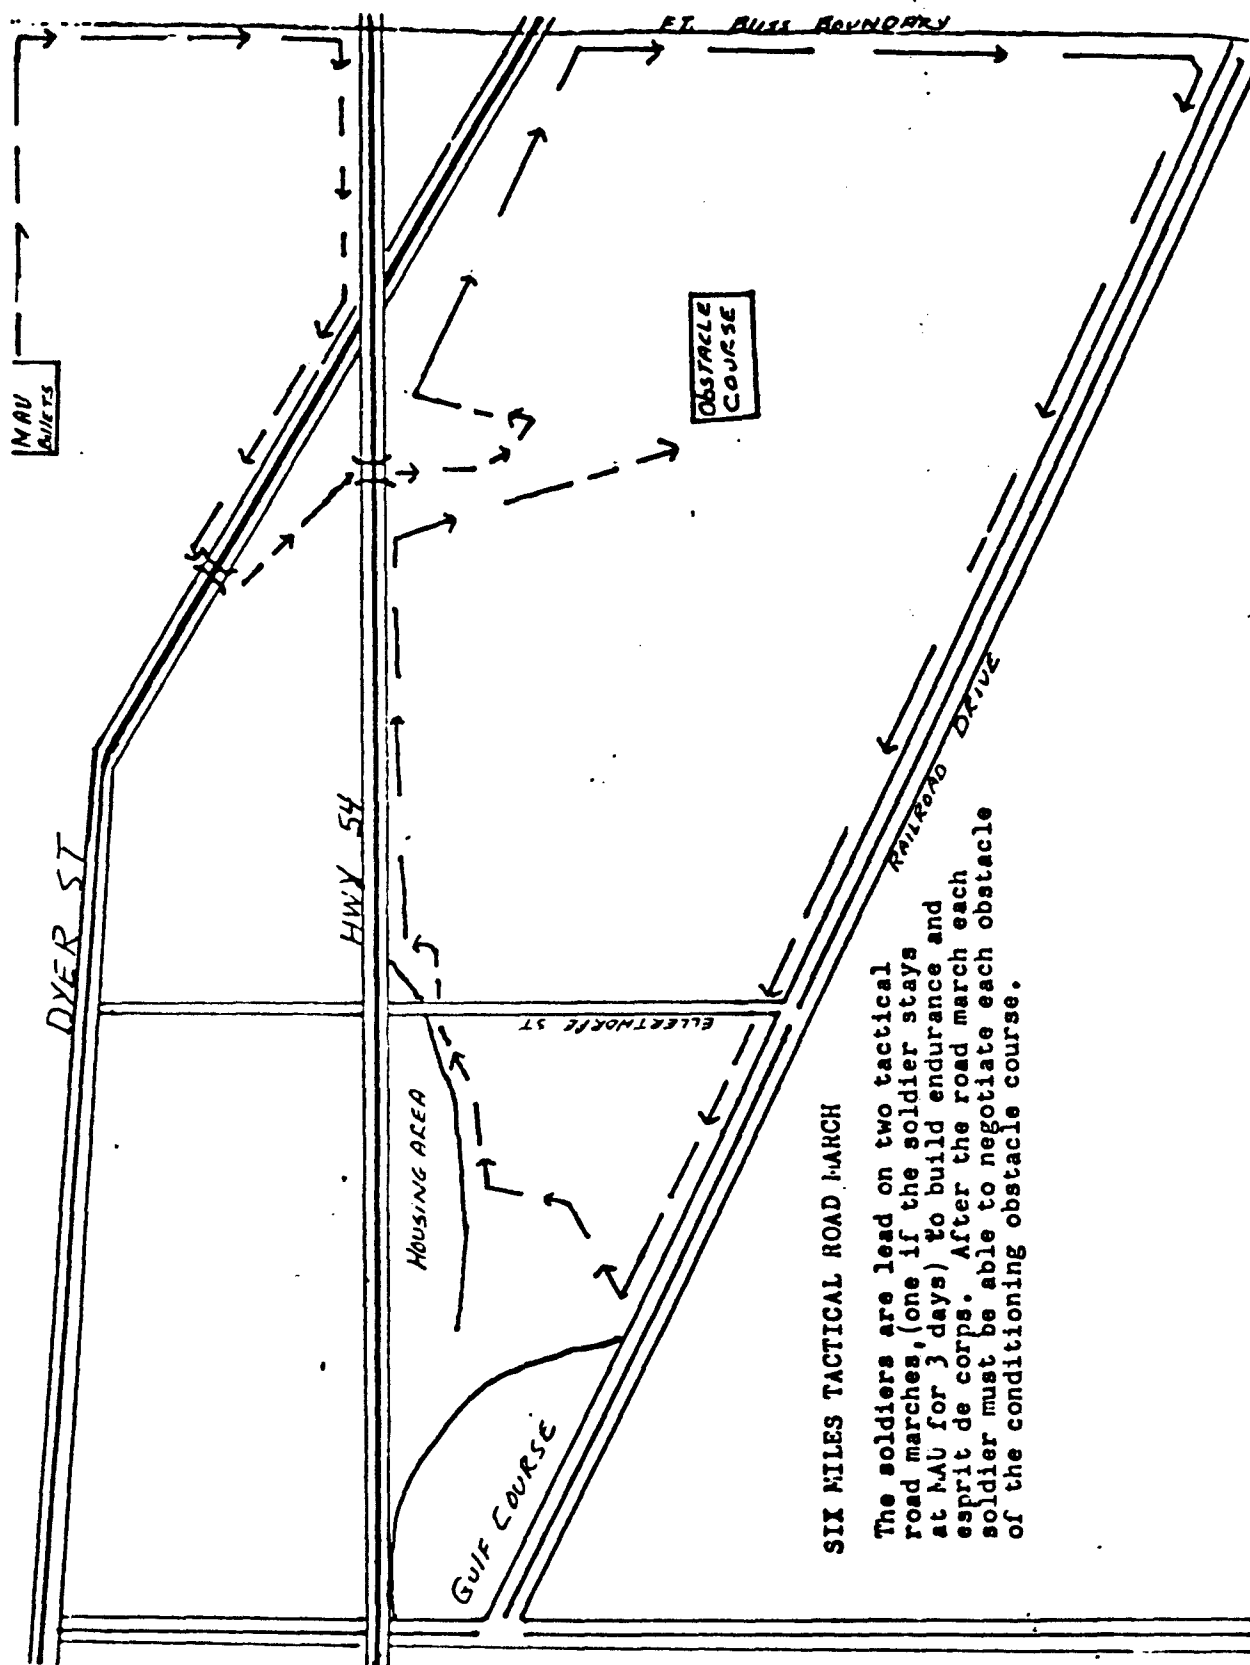 FT. BLISS BOUNDARY
MAU
BILLETS
OBSTACLE
COURSE
DYER ST
HWY 54
RAILROAD DRIVE
ELLERTHORPE ST
HOUSING AREA
GULF COURSE
SIX MILES TACTICAL ROAD MARCH
The soldiers are lead on two tactical
road marches,(one if the soldier stays
at MAU for 3 days) to build endurance and
esprit de corps. After the road march each
soldier must be able to negotiate each obstacle
of the conditioning obstacle course.